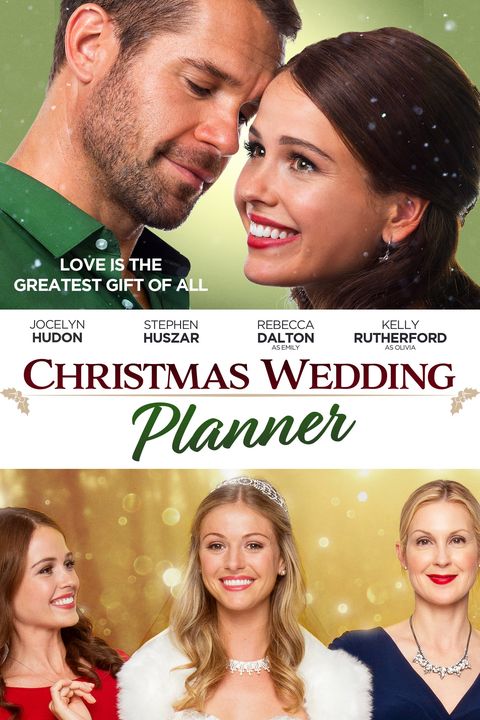 LOVE IS THE
GREATEST GIFT OF ALL
JOCELYN
HUDON
STEPHEN
HUSZAR
REBECCA
DALTON
AS EMILY
KELLY
RUTHERFORD
AS OLIVIA
CHRISTMAS WEDDING
Planner